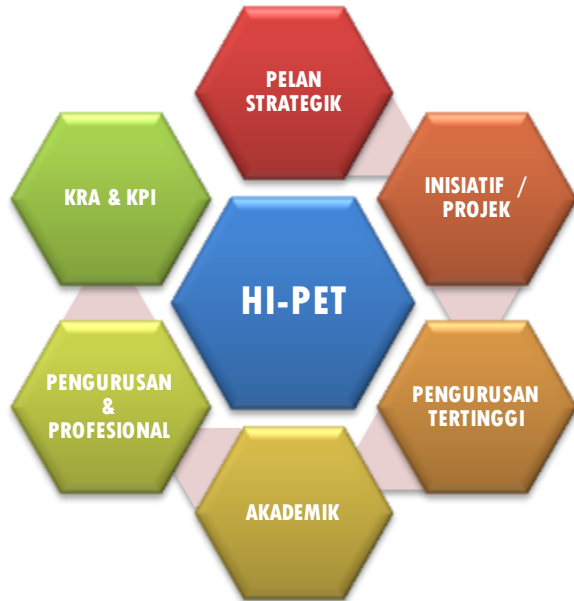 PELAN
STRATEGIK
INISIATIF /
PROJEK
PENGURUSAN
TERTINGGI
AKADEMIK
PENGURUSAN
&
PROFESIONAL
KRA & KPI
HI-PET